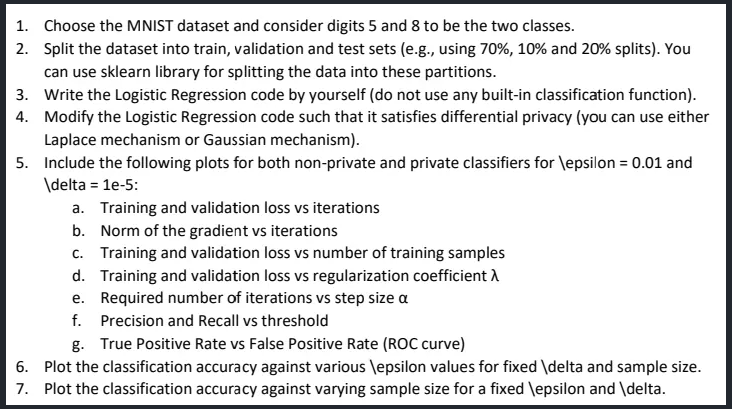 1. Choose the MNIST dataset and consider digits 5 and 8 to be the two classes.
2. Split the dataset into train, validation and test sets (e.g., using 70%, 10% and 20% splits). You
can use sklearn library for splitting the data into these partitions.
3. Write the Logistic Regression code by yourself (do not use any built-in classification function).
4. Modify the Logistic Regression code such that it satisfies differential privacy (you can use either
Laplace mechanism or Gaussian mechanism).
5. Include the following plots for both non-private and private classifiers for \epsilon = 0.01 and
\delta = 1e-5:
a. Training and validation loss vs iterations
b. Norm of the gradient vs iterations
c. Training and validation loss vs number of training samples
d. Training and validation loss vs regularization coefficient λ
e. Required number of iterations vs step size α
f. Precision and Recall vs threshold
g. True Positive Rate vs False Positive Rate (ROC curve)
6. Plot the classification accuracy against various \epsilon values for fixed \delta and sample size.
7. Plot the classification accuracy against varying sample size for a fixed \epsilon and \delta.